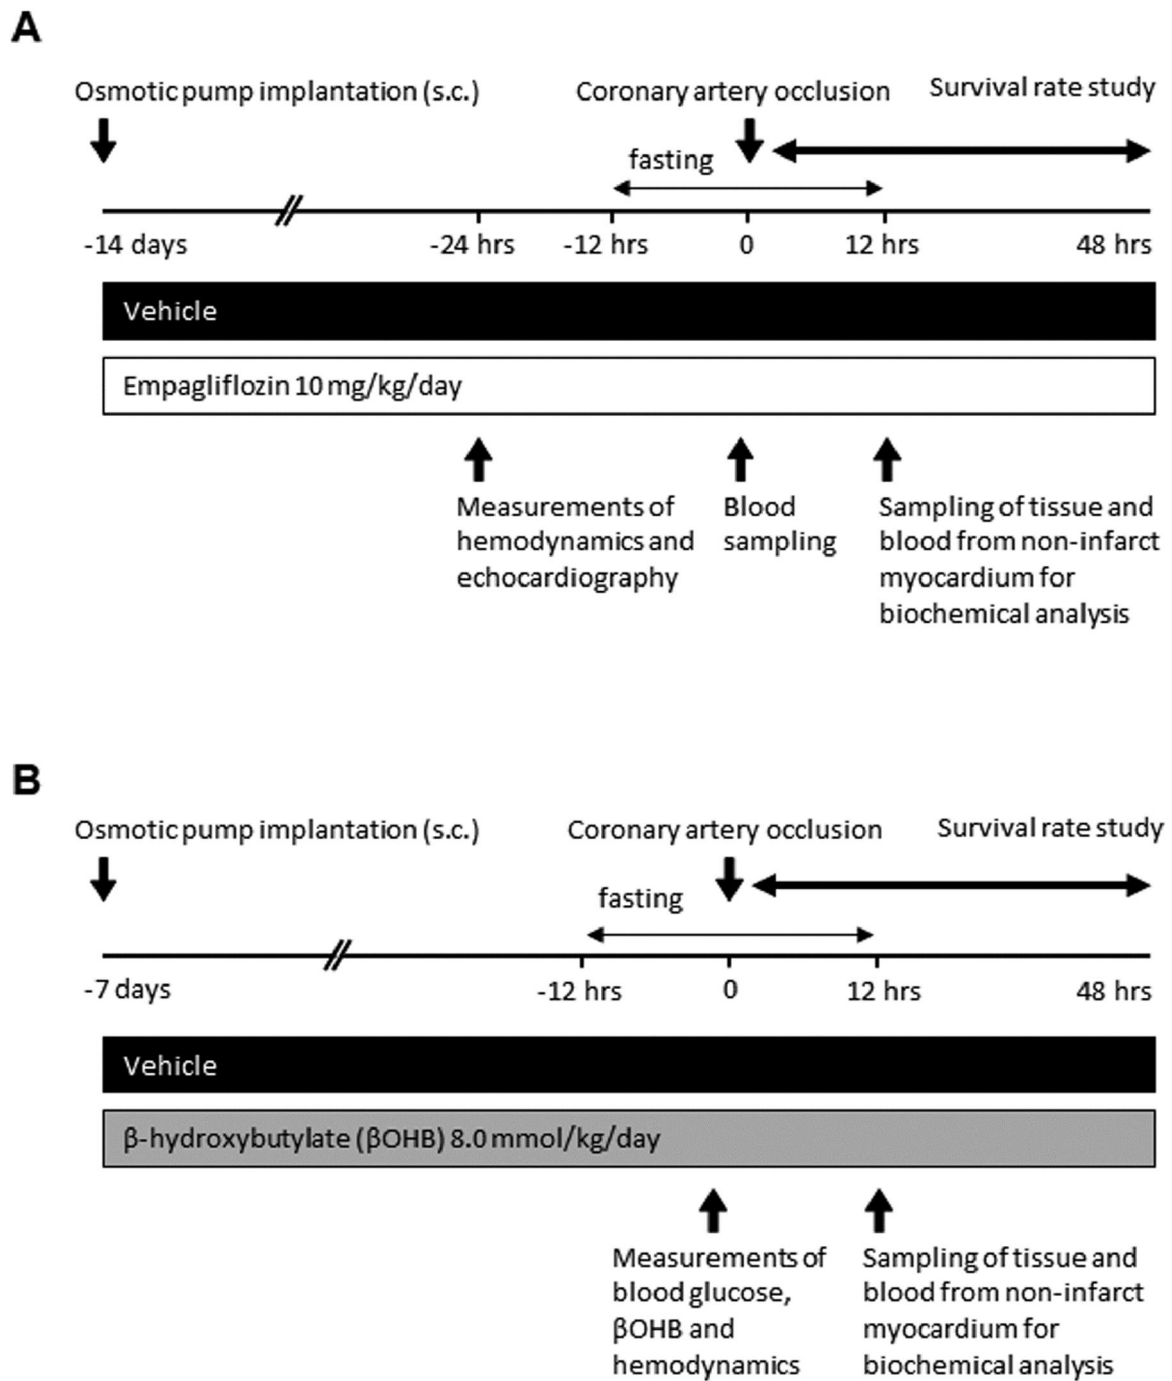 A
Osmotic pump implantation (s.c.)
Coronary artery occlusion
Survival rate study
fasting
-14 days
-24 hrs
-12 hrs
0
12 hrs
48 hrs
Vehicle
Empagliflozin 10 mg/kg/day
Measurements of
hemodynamics and
echocardiography
Blood
sampling
Sampling of tissue and
blood from non-infarct
myocardium for
biochemical analysis
B
Osmotic pump implantation (s.c.)
Coronary artery occlusion
Survival rate study
fasting
-7 days
-12 hrs
0
12 hrs
48 hrs
Vehicle
β-hydroxybutylate (βOHB) 8.0 mmol/kg/day
Measurements of
blood glucose,
βOHB and
hemodynamics
Sampling of tissue and
blood from non-infarct
myocardium for
biochemical analysis